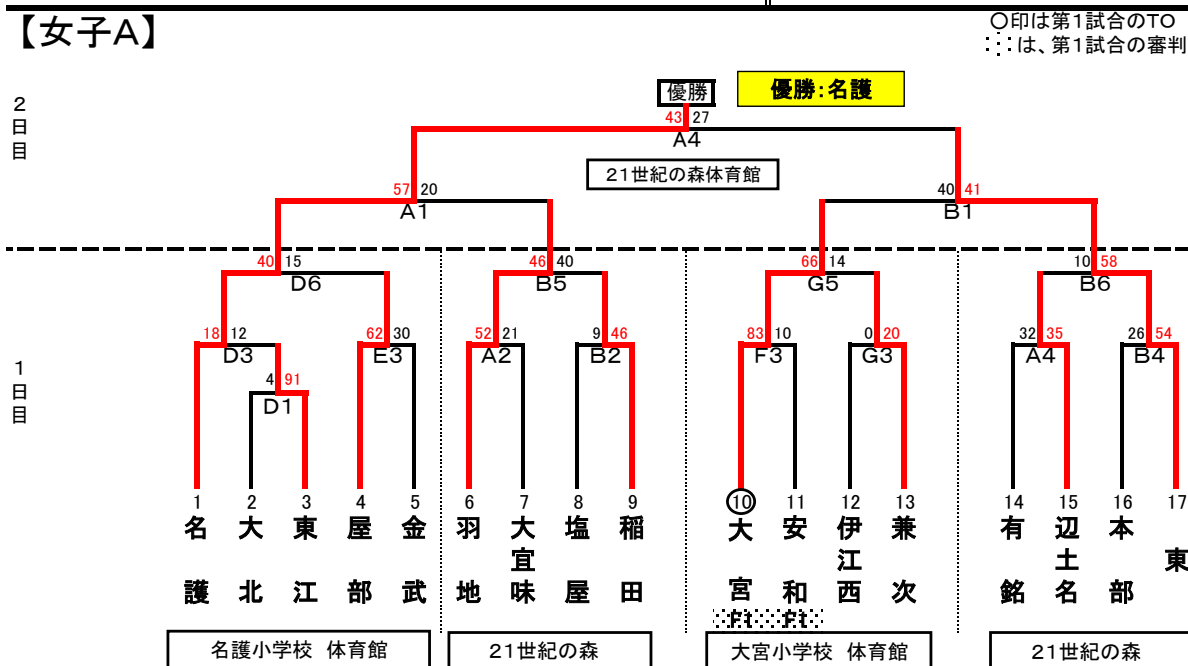 【女子A】
○印は第1試合のTO
は、第1試合の審判
2日目
優勝
優勝：名護
43 27
A4
21世紀の森体育館
57 20
A1
40 41
B1
40 15
D6
46 40
B5
66 14
G5
10 58
B6
1日目
18 12
D3
62 30
E3
52 21
A2
9 46
B2
83 10
F3
0 20
G3
32 35
A4
26 54
B4
4 91
D1
1 2 3 4 5 6 7 8 9 10 11 12 13 14 15 16 17
名護 大北 東江 屋部 金武 羽地 大宜味 塩屋 稲田 大宮 安和 伊江西 兼次 有銘 辺土名 本部 東
F1 F1
名護小学校 体育館
21世紀の森
大宮小学校 体育館
21世紀の森